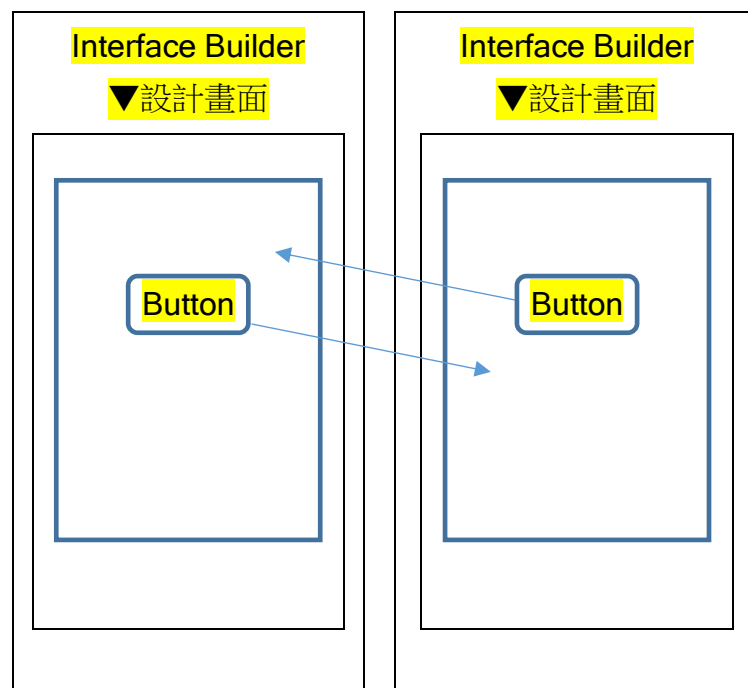 Interface Builder
▼設計畫面
Button
Interface Builder
▼設計畫面
Button